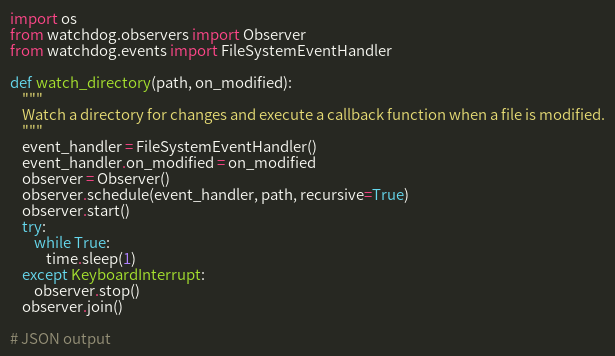 import os
from watchdog.observers import Observer
from watchdog.events import FileSystemEventHandler

def watch_directory(path, on_modified):
    """
    Watch a directory for changes and execute a callback function when a file is modified.
    """
    event_handler = FileSystemEventHandler()
    event_handler.on_modified = on_modified
    observer = Observer()
    observer.schedule(event_handler, path, recursive=True)
    observer.start()
    try:
        while True:
            time.sleep(1)
    except KeyboardInterrupt:
        observer.stop()
    observer.join()

# JSON output